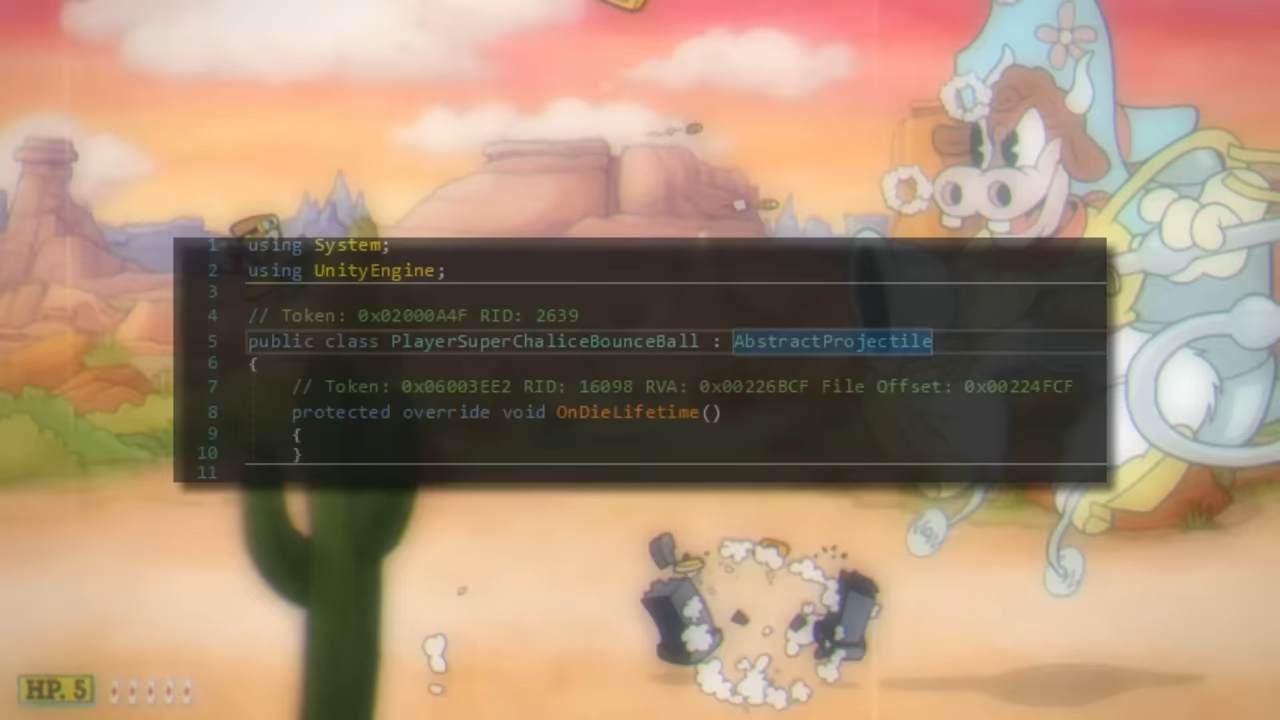 1 using System;
2 using UnityEngine;
3
4 // Token: 0x02000A4F RID: 2639
5 public class PlayerSuperChaliceBounceBall : AbstractProjectile
6 {
7 // Token: 0x06003EE2 RID: 16098 RVA: 0x00226BCF File Offset: 0x00224FCF
8 protected override void OnDieLifetime()
9 {
10 }
11
HP. 5